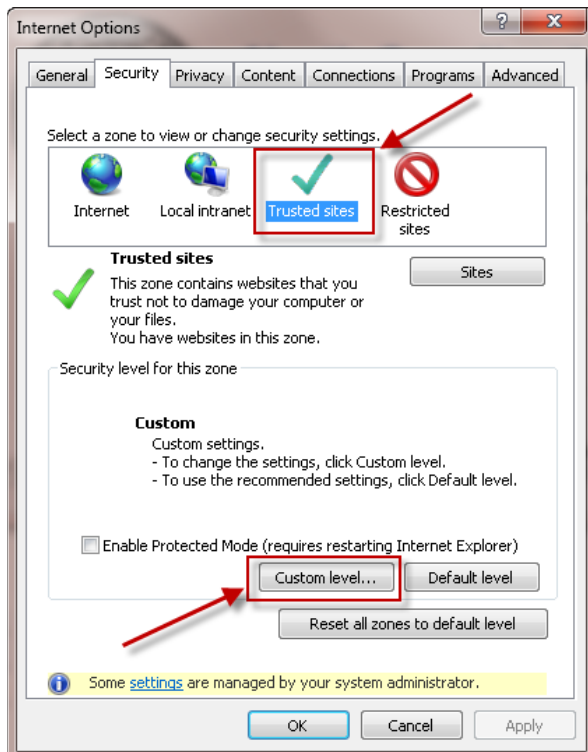 Internet Options
General Security Privacy Content Connections Programs Advanced
Select a zone to view or change security settings.
Internet Local intranet Trusted sites Restricted
sites
Trusted sites
Sites
This zone contains websites that you
trust not to damage your computer or
your files.
You have websites in this zone.
Security level for this zone
Custom
Custom settings.
- To change the settings, click Custom level.
- To use the recommended settings, click Default level.
Enable Protected Mode (requires restarting Internet Explorer)
Custom level... Default level
Reset all zones to default level
Some settings are managed by your system administrator.
OK Cancel Apply